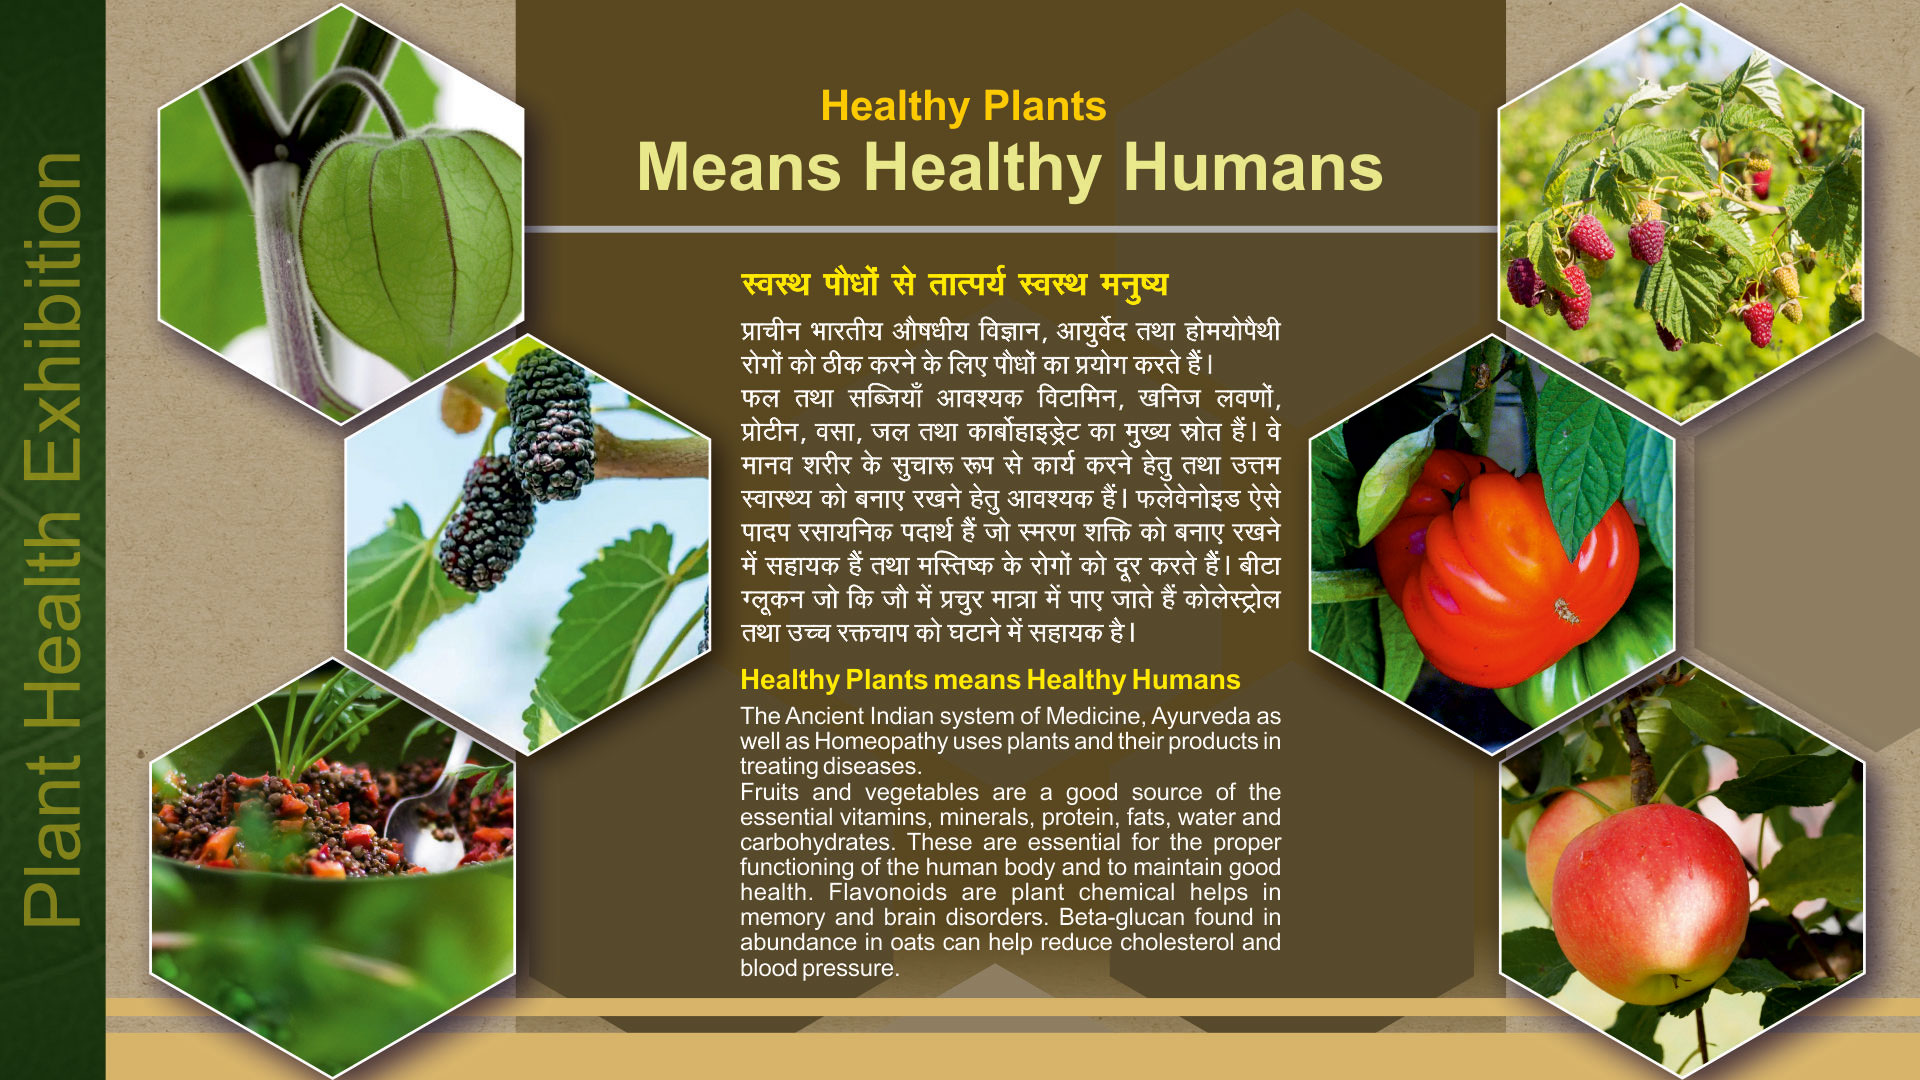 Plant Health Exhibition
Healthy Plants
Means Healthy Humans
स्वस्थ पौधों से तात्पर्य स्वस्थ मनुष्य
प्राचीन भारतीय औषधीय विज्ञान, आयुर्वेद तथा होमयोपैथी
रोगों को ठीक करने के लिए पौधों का प्रयोग करते हैं।
फल तथा सब्जियाँ आवश्यक विटामिन, खनिज लवणों,
प्रोटीन, वसा, जल तथा कार्बोहाइड्रेट का मुख्य स्रोत हैं। वे
मानव शरीर के सुचारू रूप से कार्य करने हेतु तथा उत्तम
स्वास्थ्य को बनाए रखने हेतु आवश्यक हैं। फलेवेनोइड ऐसे
पादप रसायनिक पदार्थ हैं जो स्मरण शक्ति को बनाए रखने
में सहायक हैं तथा मस्तिष्क के रोगों को दूर करते हैं। बीटा
ग्लूकन जो कि जौ में प्रचुर मात्रा में पाए जाते हैं कोलेस्ट्रोल
तथा उच्च रक्तचाप को घटाने में सहायक है।
Healthy Plants means Healthy Humans
The Ancient Indian system of Medicine, Ayurveda as
well as Homeopathy uses plants and their products in
treating diseases.
Fruits and vegetables are a good source of the
essential vitamins, minerals, protein, fats, water and
carbohydrates. These are essential for the proper
functioning of the human body and to maintain good
health. Flavonoids are plant chemical helps in
memory and brain disorders. Beta-glucan found in
abundance in oats can help reduce cholesterol and
blood pressure.